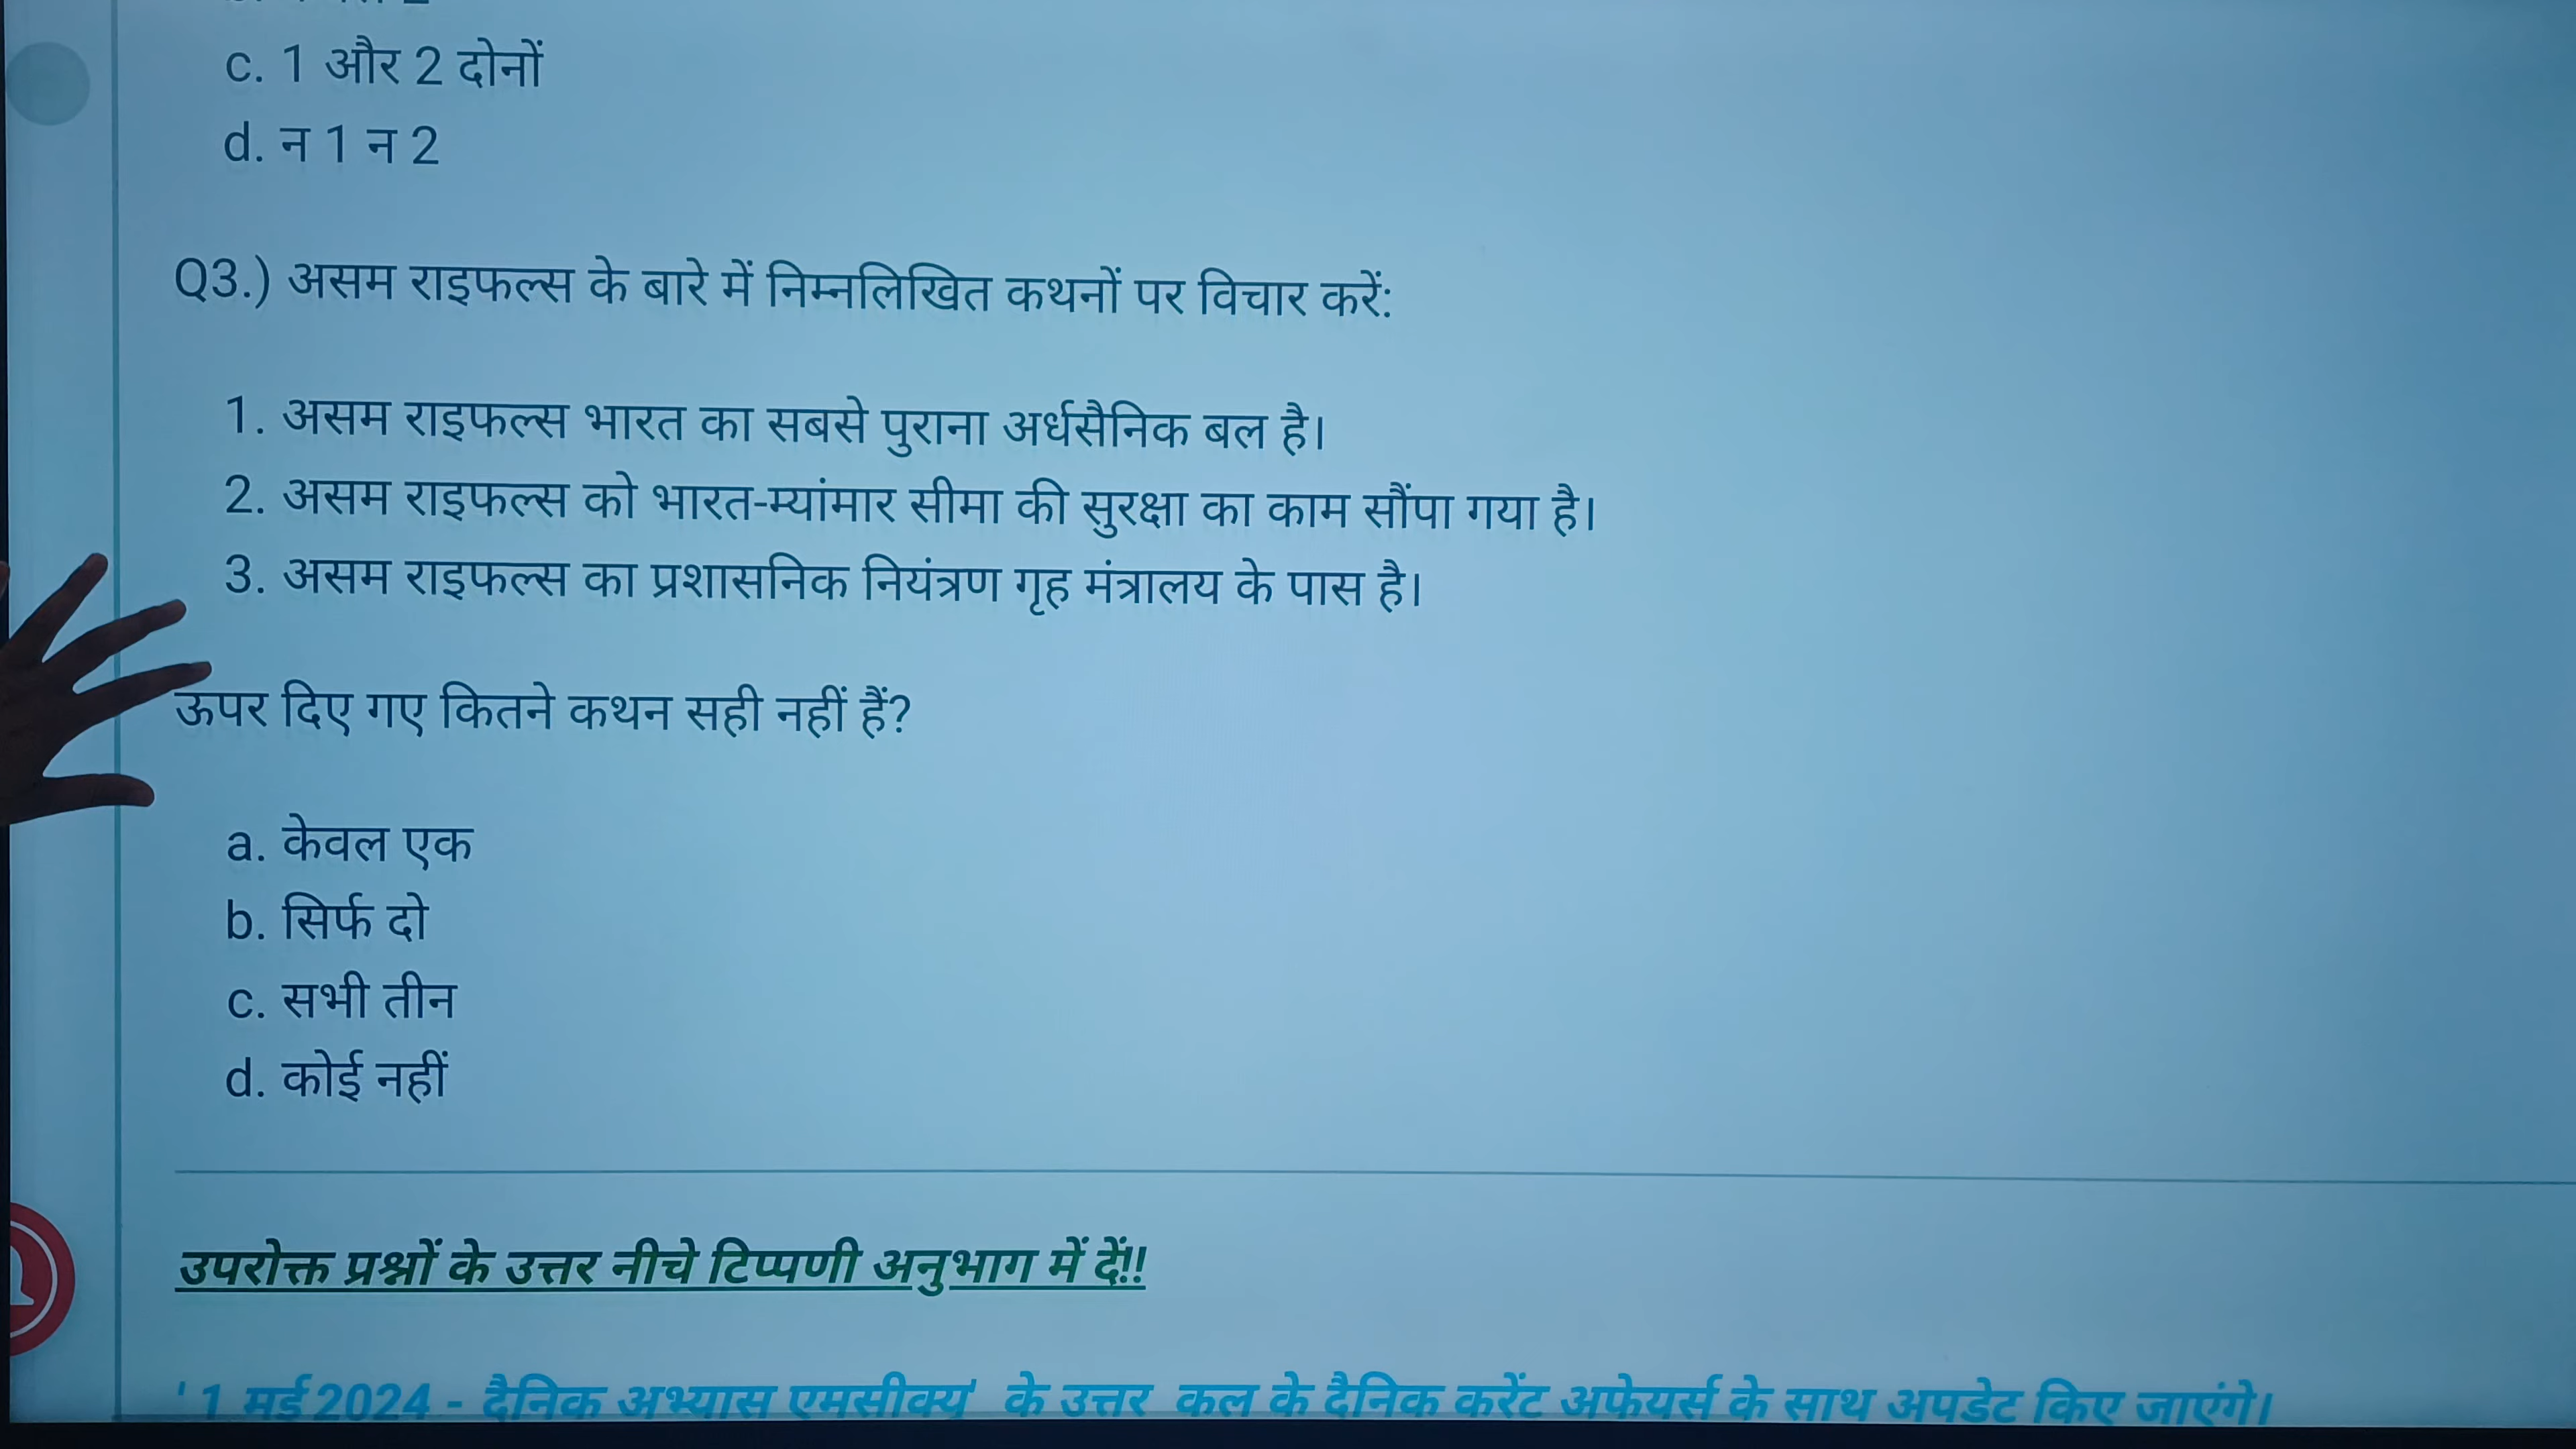 c. 1 और 2 दोनों
d. न 1 न 2
Q3.) असम राइफल्स के बारे में निम्नलिखित कथनों पर विचार करें:
1. असम राइफल्स भारत का सबसे पुराना अर्धसैनिक बल है।
2. असम राइफल्स को भारत-म्यांमार सीमा की सुरक्षा का काम सौंपा गया है।
3. असम राइफल्स का प्रशासनिक नियंत्रण गृह मंत्रालय के पास है।
ऊपर दिए गए कितने कथन सही नहीं हैं?
a. केवल एक
b. सिर्फ दो
c. सभी तीन
d. कोई नहीं
उपरोक्त प्रश्नों के उत्तर नीचे टिप्पणी अनुभाग में दें!!
' 1 मई 2024 - दैनिक अभ्यास एमसीक्य' के उत्तर कल के दैनिक करेंट अफेयर्स के साथ अपडेट किए जाएंगे।